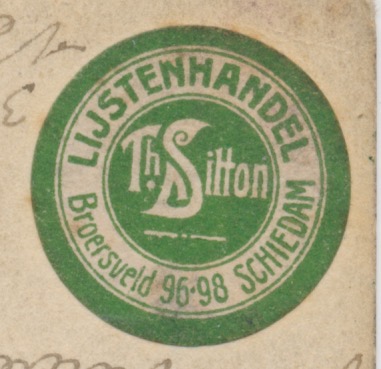 LIJSTENHANDEL
Th. Sitton
Broersveld 96-98 SCHIEDAM